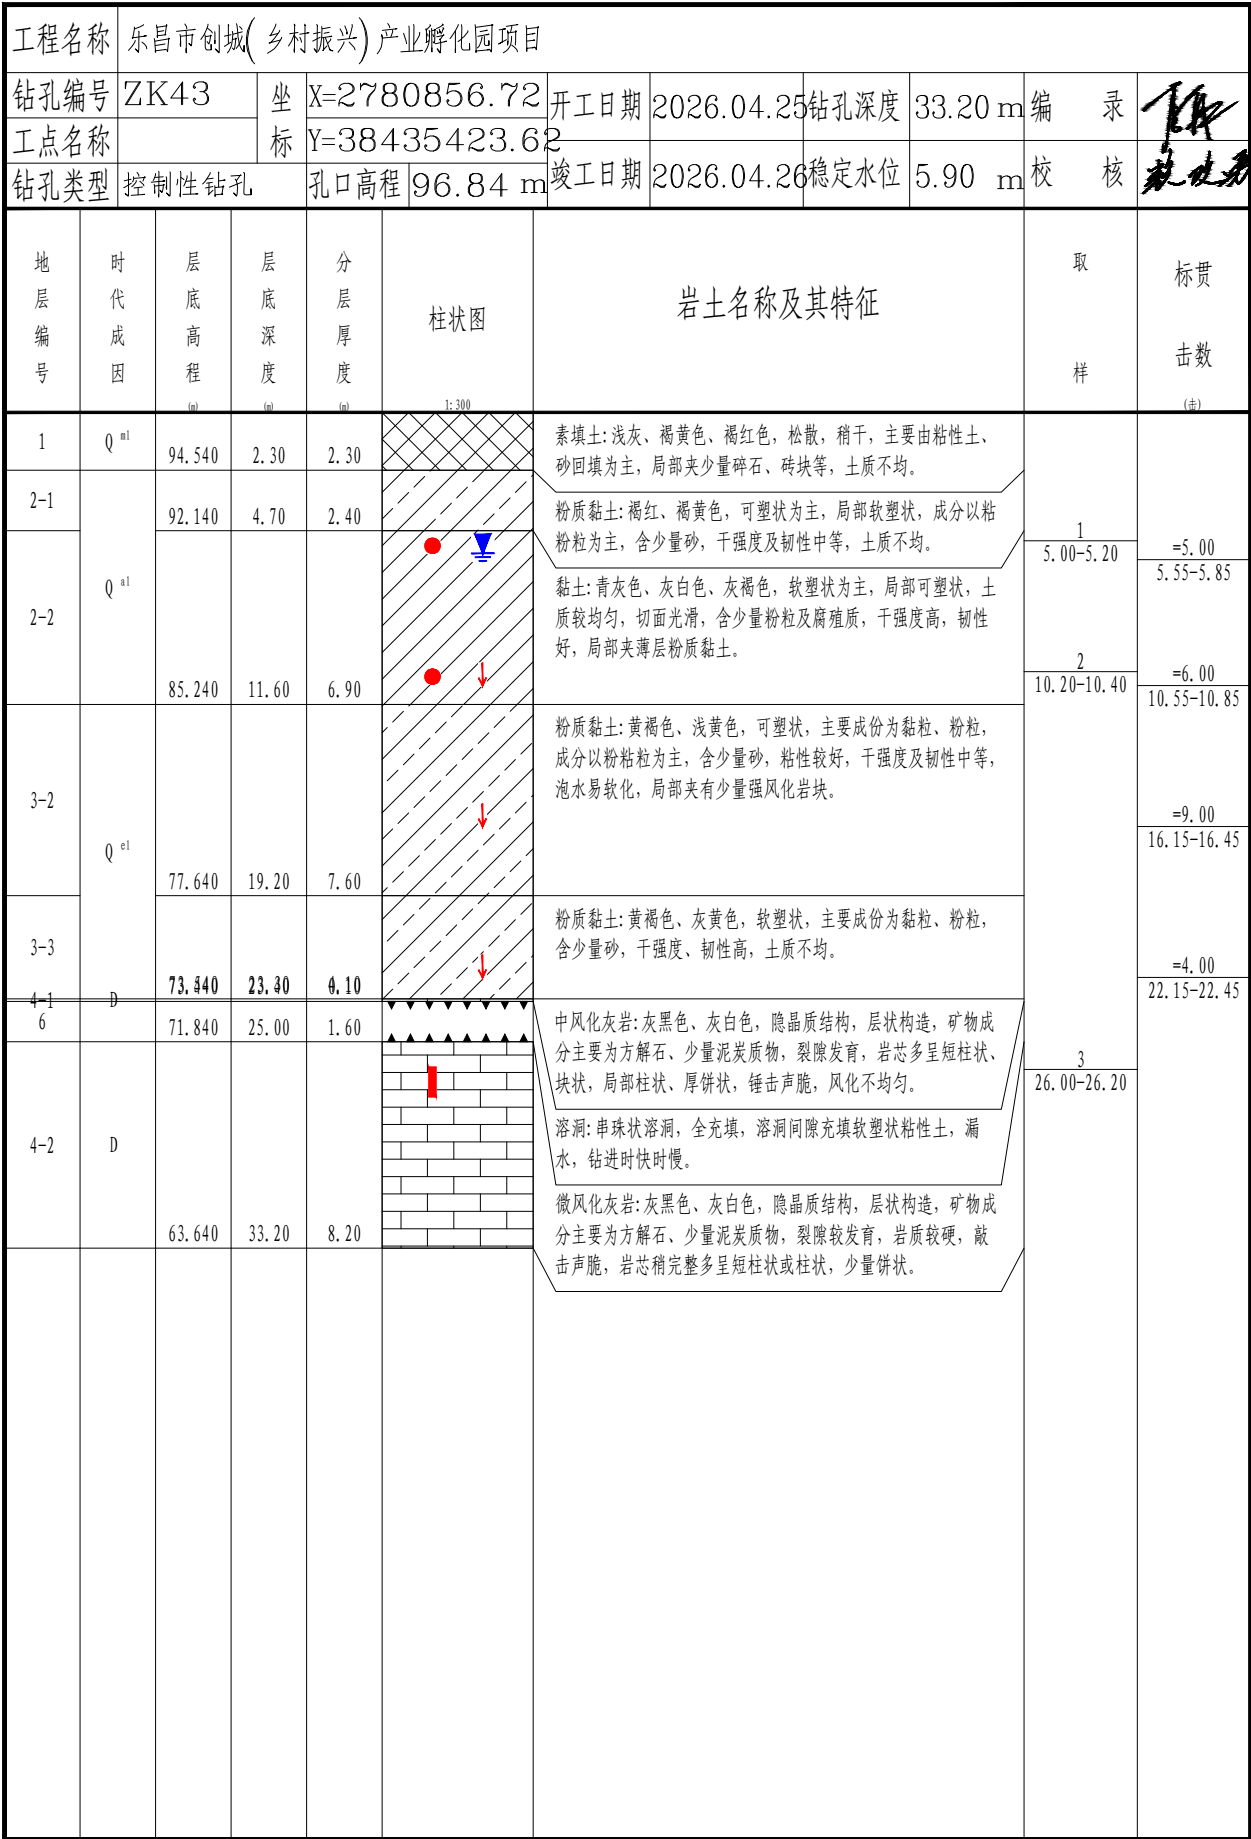 工程名称 乐昌市创城(乡村振兴)产业孵化园项目
钻孔编号 ZK43 坐标 X=2780856.72 开工日期 2026.04.25 钻孔深度 33.20 m 编 录
工点名称 Y=38435423.62
钻孔类型 控制性钻孔 孔口高程 96.84 m 竣工日期 2026.04.26 稳定水位 5.90 m 校 核
地层编号 时代成因 层底高程(m) 层底深度(m) 分层厚度(m) 柱状图 1:300 岩土名称及其特征 取样 标贯击数(击)
1 Q ml 94.540 2.30 2.30
素填土:浅灰、褐黄色、褐红色，松散，稍干，主要由粘性土、
砂回填为主，局部夹少量碎石、砖块等，土质不均。
2-1 92.140 4.70 2.40
粉质黏土:褐红、褐黄色，可塑状为主，局部软塑状，成分以粘
粉粒为主，含少量砂，干强度及韧性中等，土质不均。
1
5.00-5.20
=5.00
5.55-5.85
2-2 Q al 85.240 11.60 6.90
黏土:青灰色、灰白色、灰褐色，软塑状为主，局部可塑状，土
质较均匀，切面光滑，含少量粉粒及腐殖质，干强度高，韧性
好，局部夹薄层粉质黏土。
2
10.20-10.40
=6.00
10.55-10.85
3-2 Q el 77.640 19.20 7.60
粉质黏土:黄褐色、浅黄色，可塑状，主要成份为黏粒、粉粒，
成分以粉粘粒为主，含少量砂，粘性较好，干强度及韧性中等，
泡水易软化，局部夹有少量强风化岩块。
=9.00
16.15-16.45
3-3 73.540 23.30 4.10
粉质黏土:黄褐色、灰黄色，软塑状，主要成份为黏粒、粉粒，
含少量砂，干强度、韧性高，土质不均。
=4.00
22.15-22.45
4-1 D 73.440 23.40 0.10
中风化灰岩:灰黑色、灰白色，隐晶质结构，层状构造，矿物成
分主要为方解石、少量泥炭质物，裂隙发育，岩芯多呈短柱状、
块状，局部柱状、厚饼状，锤击声脆，风化不均匀。
6 71.840 25.00 1.60
溶洞:串珠状溶洞，全充填，溶洞间隙充填软塑状粘性土，漏
水，钻进时快时慢。
3
26.00-26.20
4-2 D 63.640 33.20 8.20
微风化灰岩:灰黑色、灰白色，隐晶质结构，层状构造，矿物成
分主要为方解石、少量泥炭质物，裂隙较发育，岩质较硬，敲
击声脆，岩芯稍完整多呈短柱状或柱状，少量饼状。